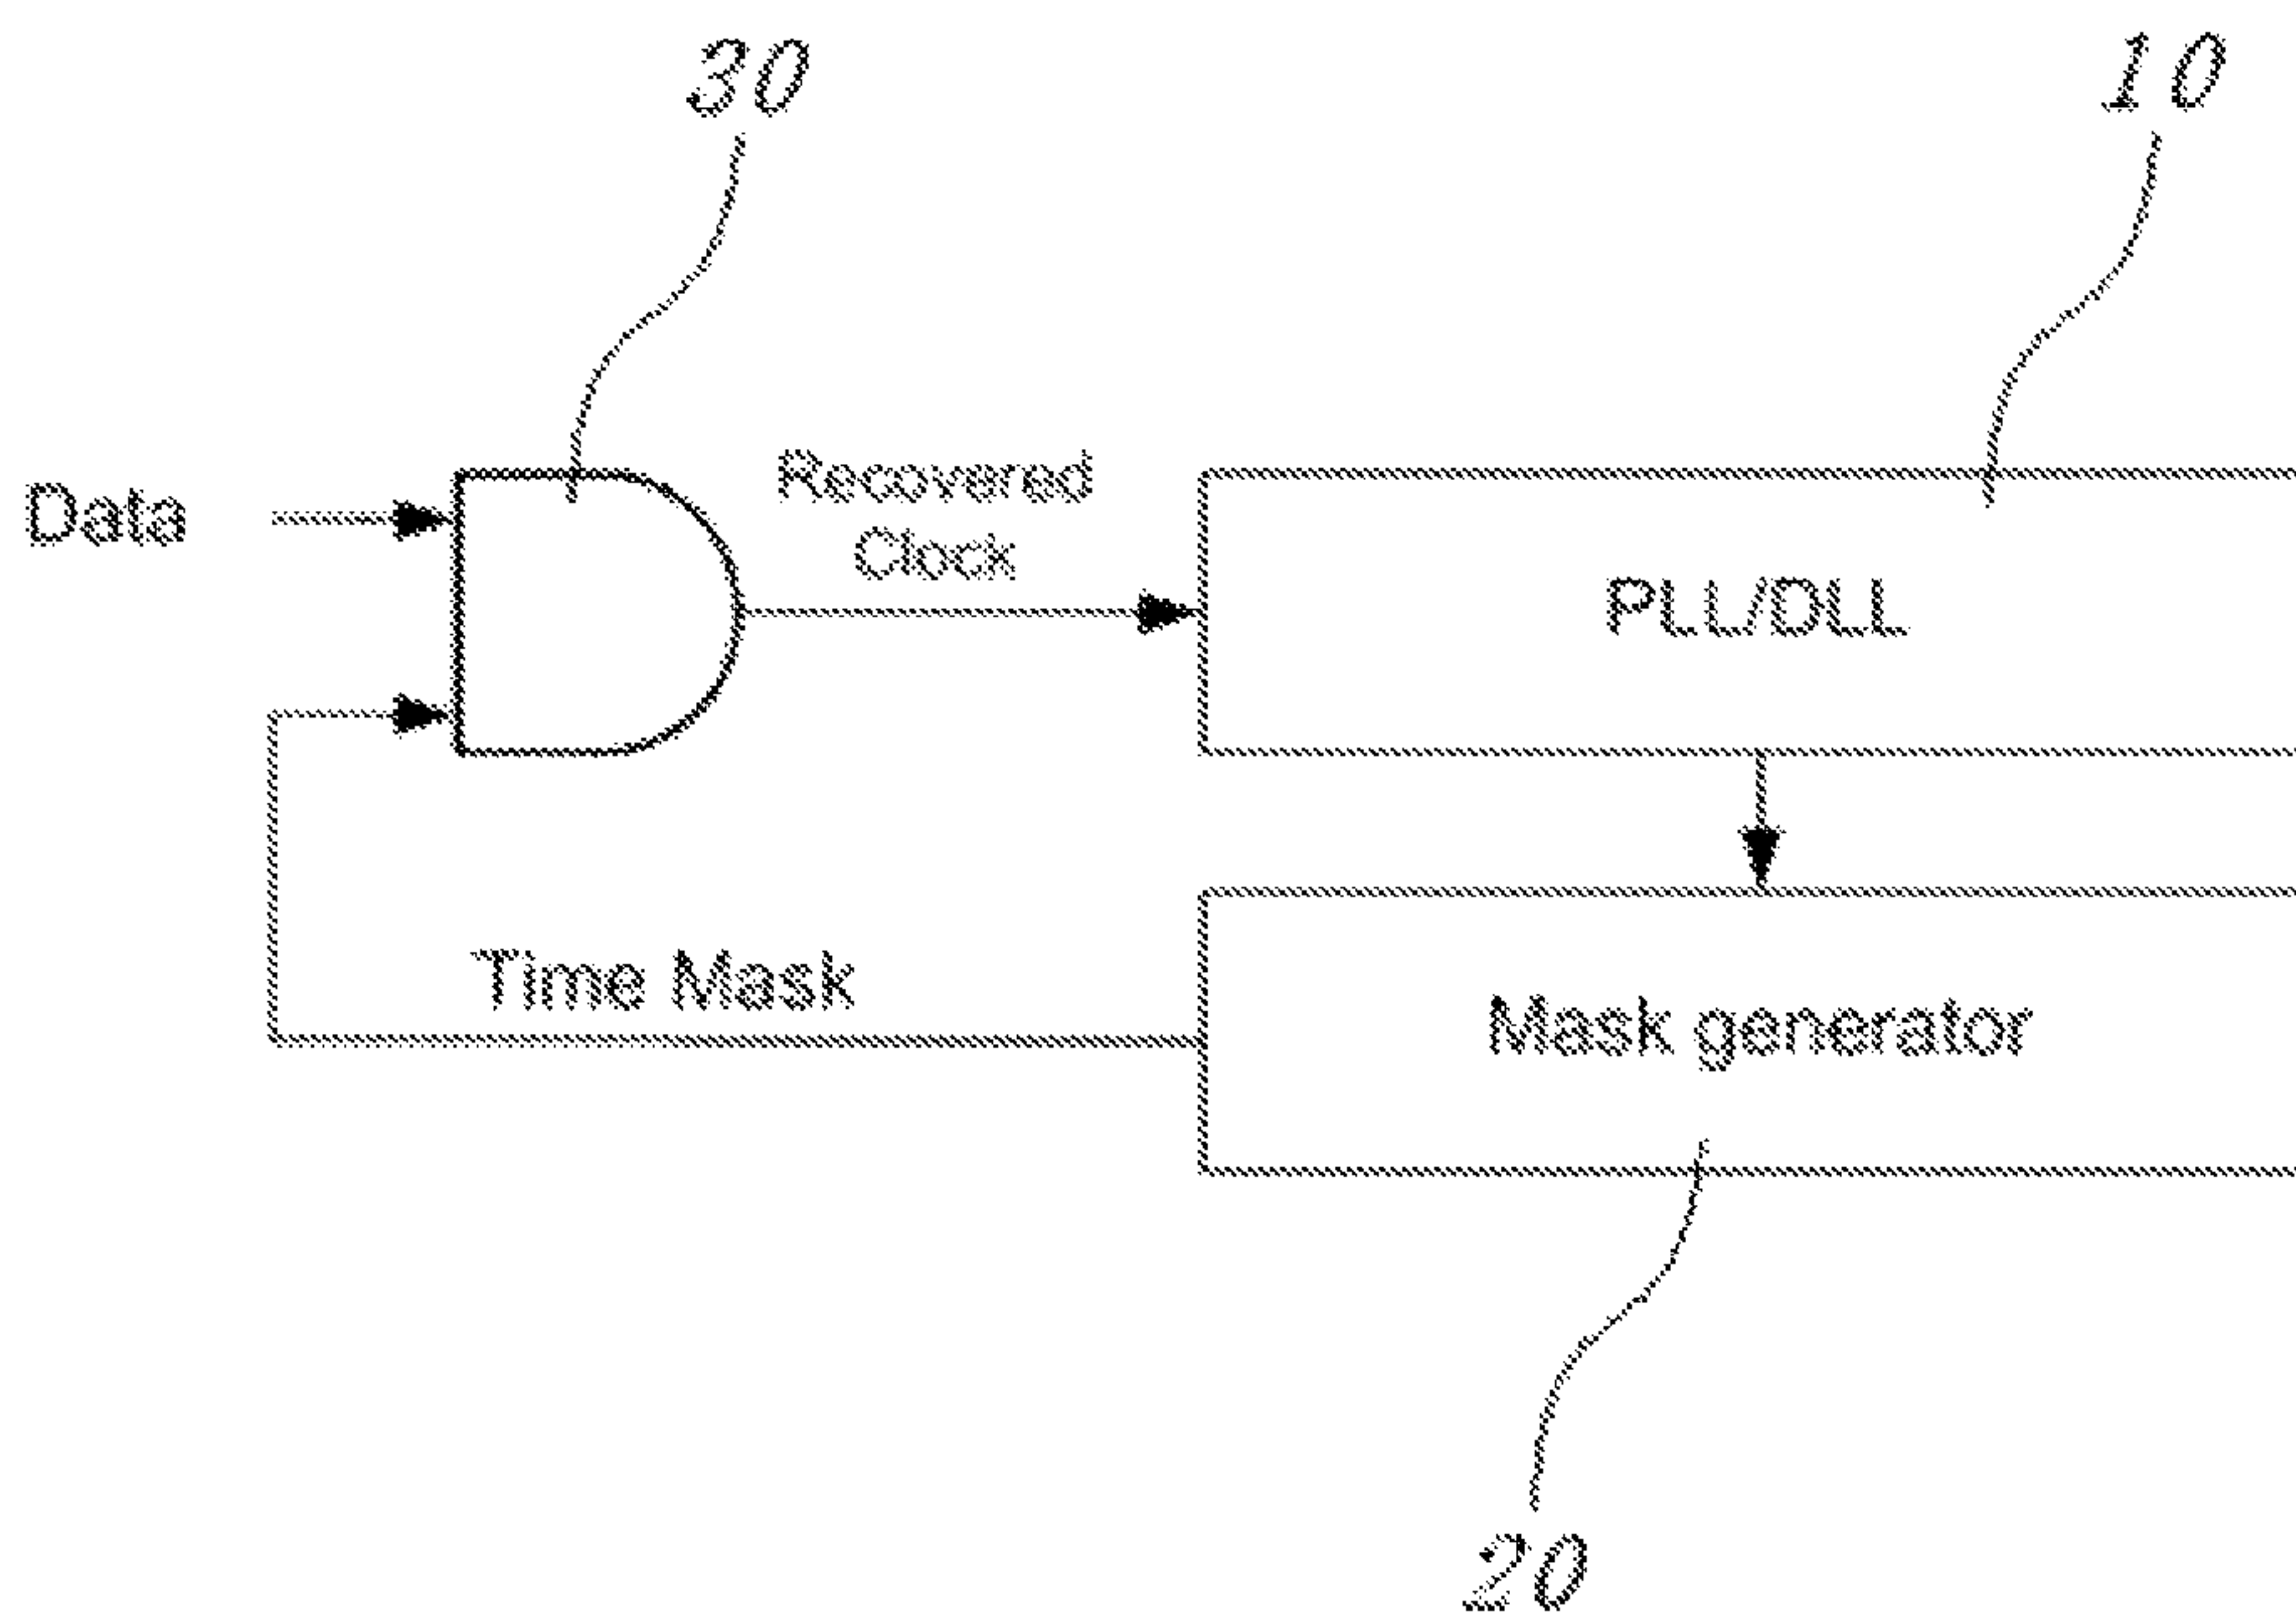 30
10
Data
Recovered
Clock
PLL/DLL
Time Mask
Mask generator
20